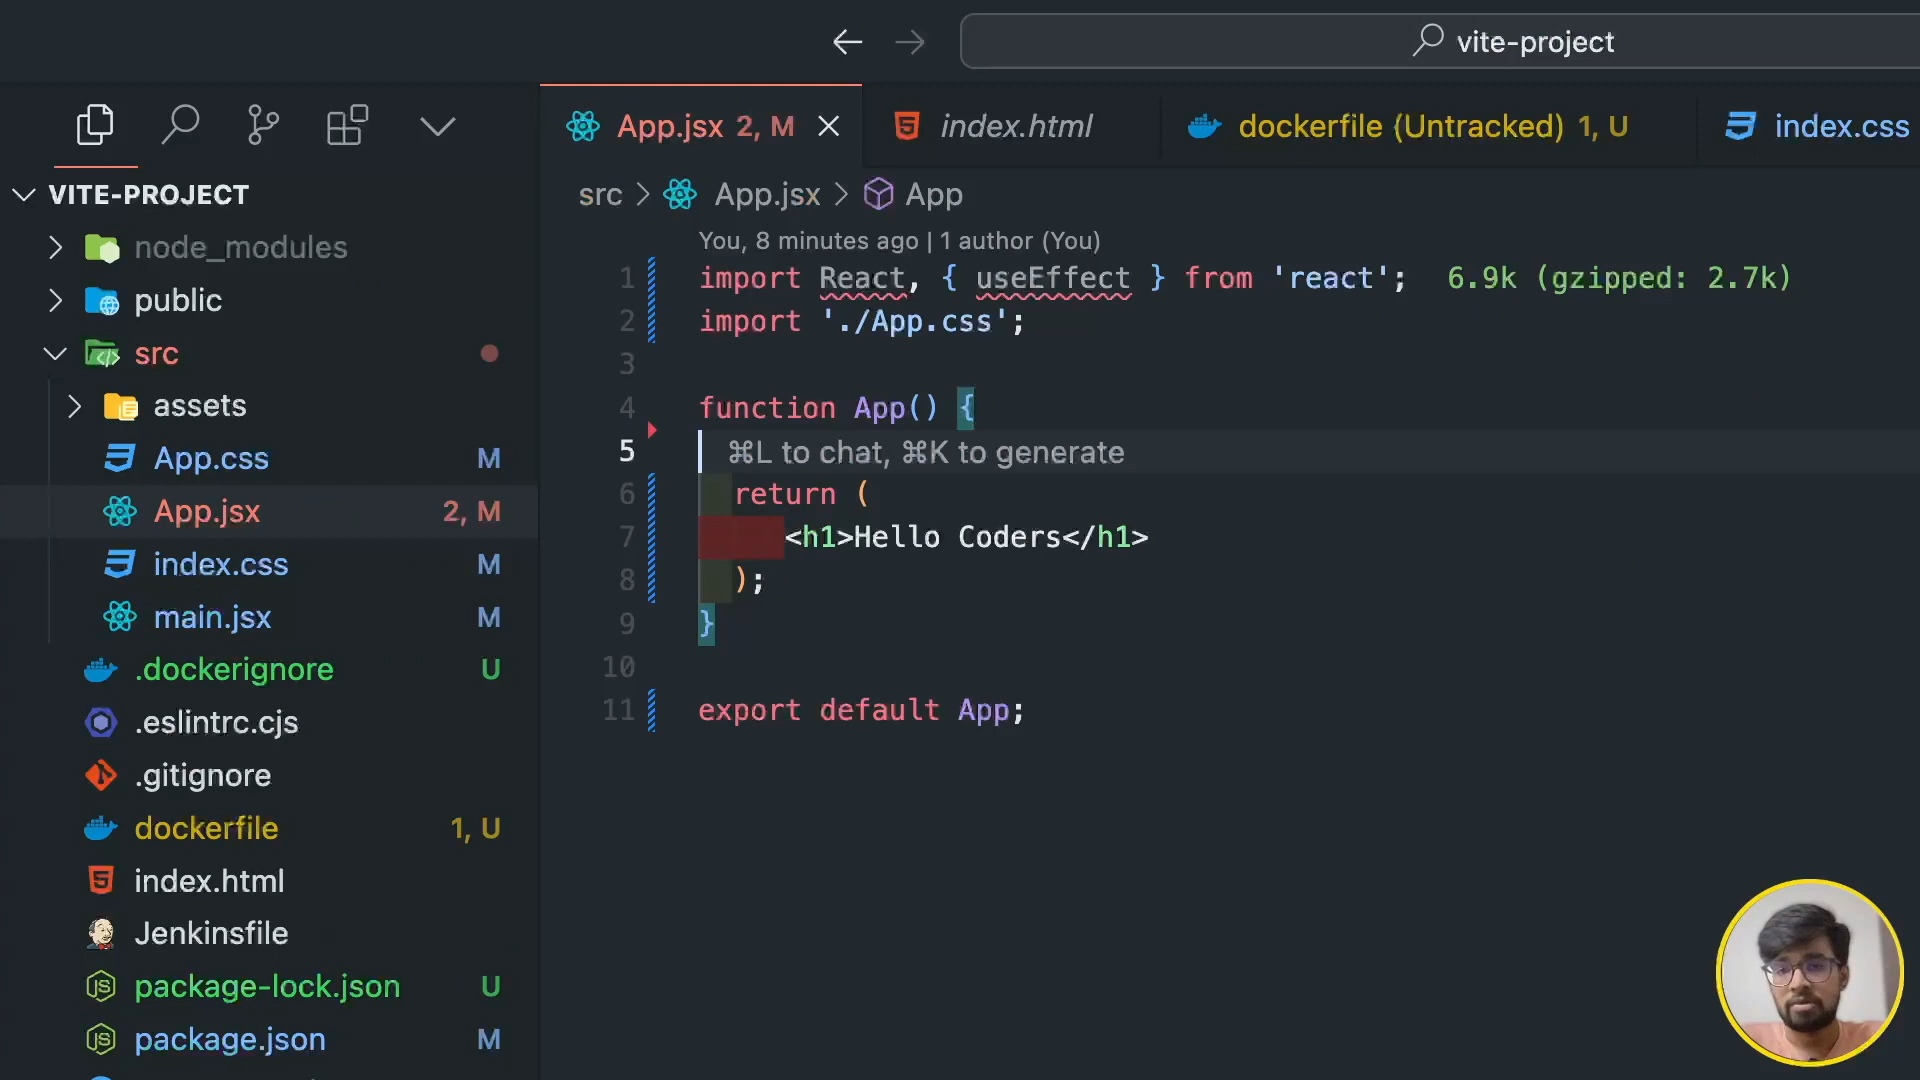 vite-project
App.jsx 2, M
index.html
dockerfile (Untracked) 1, U
index.css
VITE-PROJECT
node_modules
public
src
assets
App.css M
App.jsx 2, M
index.css M
main.jsx M
.dockerignore U
.eslintrc.cjs
.gitignore
dockerfile 1, U
index.html
Jenkinsfile
package-lock.json U
package.json M
src > App.jsx > App
You, 8 minutes ago | 1 author (You)
1 import React, { useEffect } from 'react'; 6.9k (gzipped: 2.7k)
2 import './App.css';
3
4 function App() {
5 ⌘L to chat, ⌘K to generate
6 return (
7 <h1>Hello Coders</h1>
8 );
9 }
10
11 export default App;